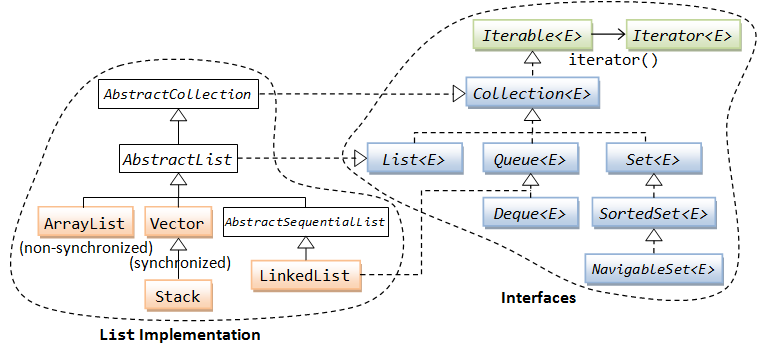 Iterable<E>
Iterator<E>
iterator()
AbstractCollection
Collection<E>
AbstractList
List<E>
Queue<E>
Set<E>
ArrayList
Vector
AbstractSequentialList
Deque<E>
SortedSet<E>
(non-synchronized)
(synchronized)
LinkedList
NavigableSet<E>
Stack
Interfaces
List Implementation